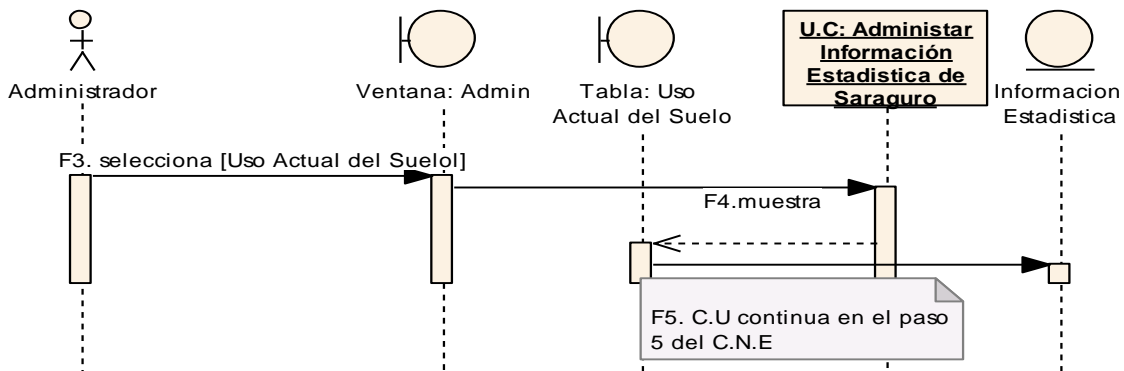 Administrador
Ventana: Admin
Tabla: Uso
Actual del Suelo
U.C: Administar
Información
Estadistica de
Saraguro
Informacion
Estadistica
F3. selecciona [Uso Actual del Suelol]
F4.muestra
F5. C.U continua en el paso
5 del C.N.E